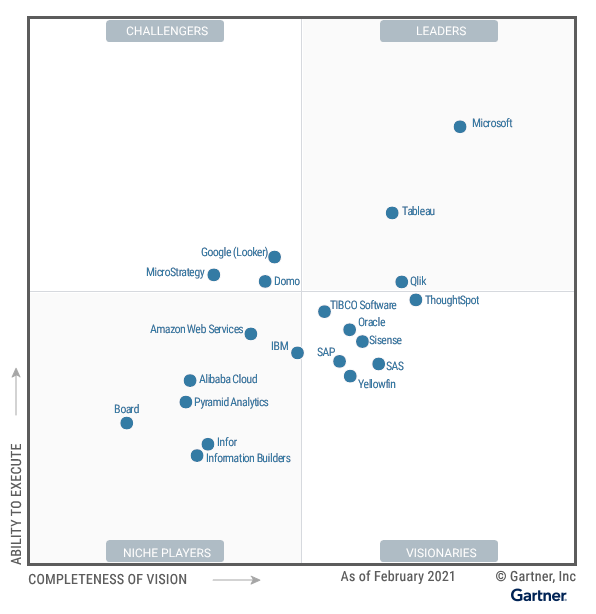 CHALLENGERS
LEADERS
Microsoft
Tableau
Google (Looker)
MicroStrategy
Domo
Qlik
ThoughtSpot
TIBCO Software
Oracle
Amazon Web Services
Sisense
IBM
SAP
SAS
Alibaba Cloud
Yellowfin
Pyramid Analytics
Board
Infor
Information Builders
ABILITY TO EXECUTE
NICHE PLAYERS
VISIONARIES
COMPLETENESS OF VISION
As of February 2021
© Gartner, Inc
Gartner